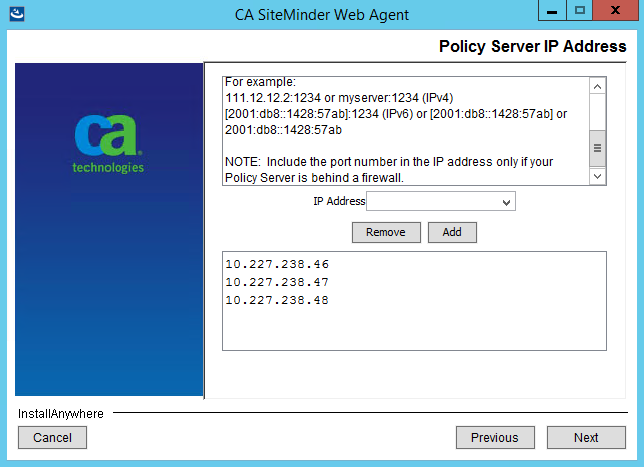 CA SiteMinder Web Agent
Policy Server IP Address
ca
technologies
For example:
111.12.12.2:1234 or myserver:1234 (IPv4)
[2001:db8::1428:57ab]:1234 (IPv6) or [2001:db8::1428:57ab] or
2001:db8::1428:57ab
NOTE: Include the port number in the IP address only if your
Policy Server is behind a firewall.
IP Address
Remove Add
10.227.238.46
10.227.238.47
10.227.238.48
InstallAnywhere
Cancel Previous Next